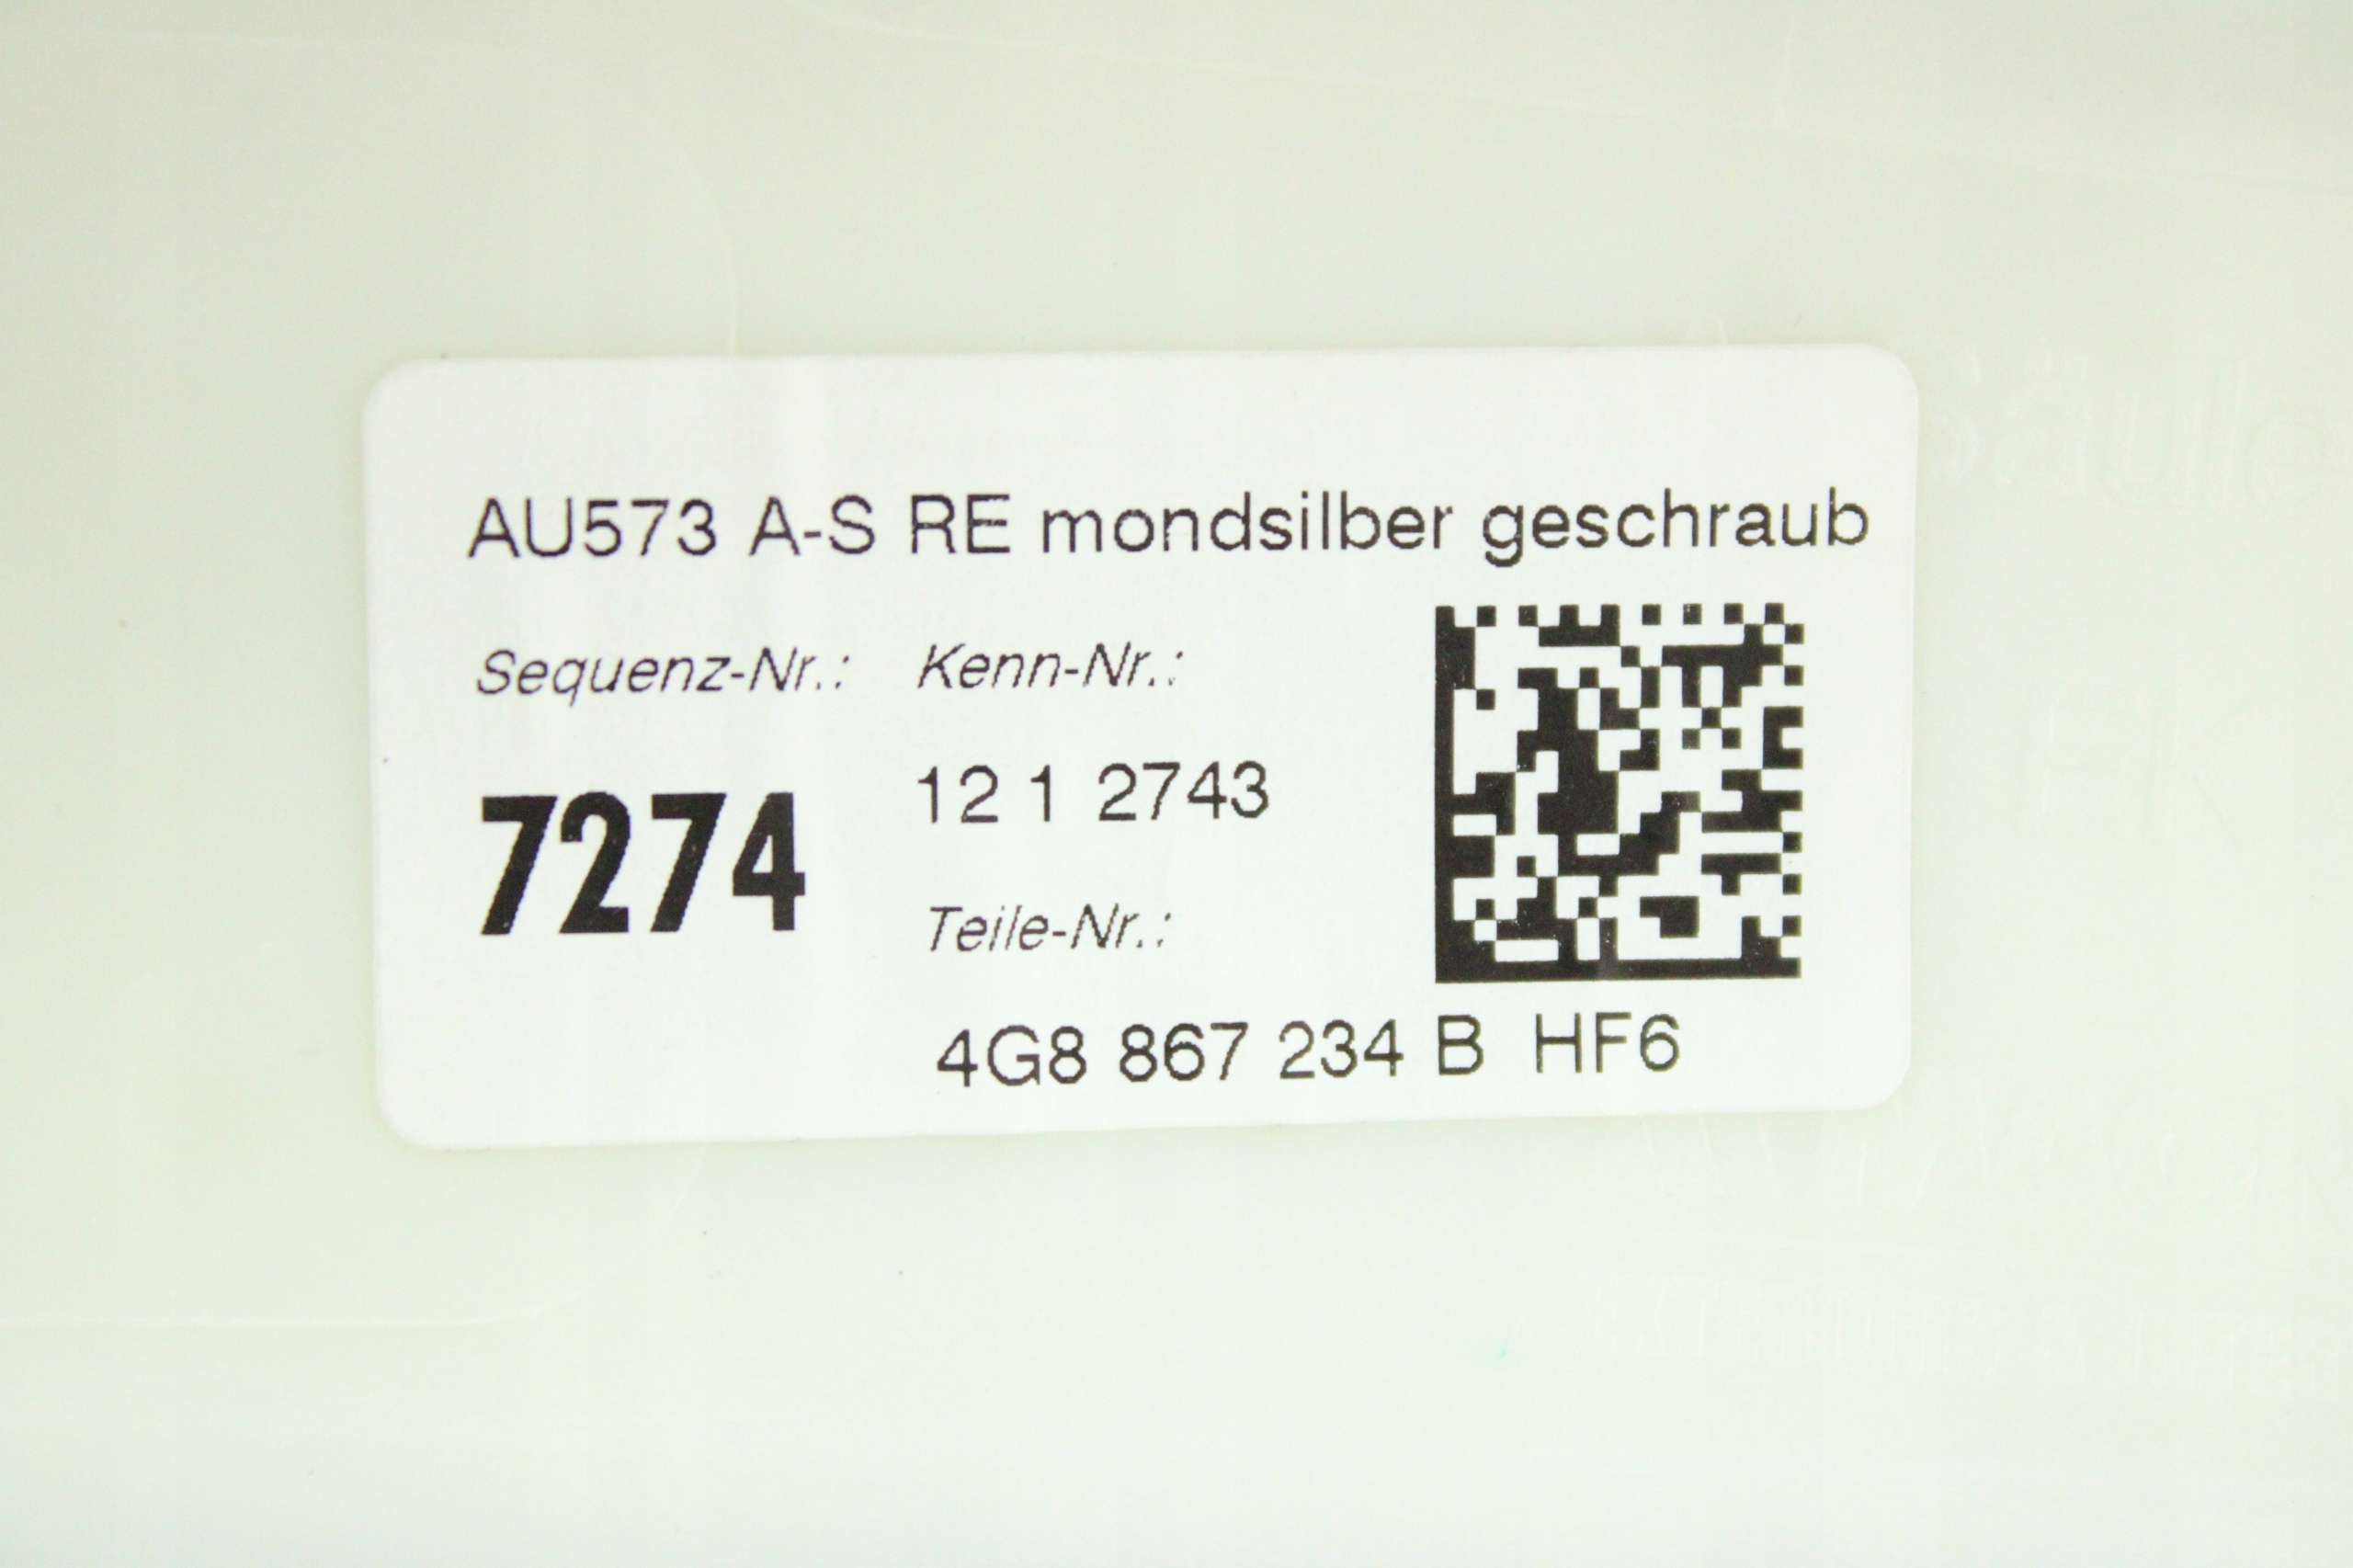 AU573 A-S RE mondsilber geschraub
Sequenz-Nr.: Kenn-Nr.:
7274
12 1 2743
Teile-Nr.:
4G8 867 234 B HF6